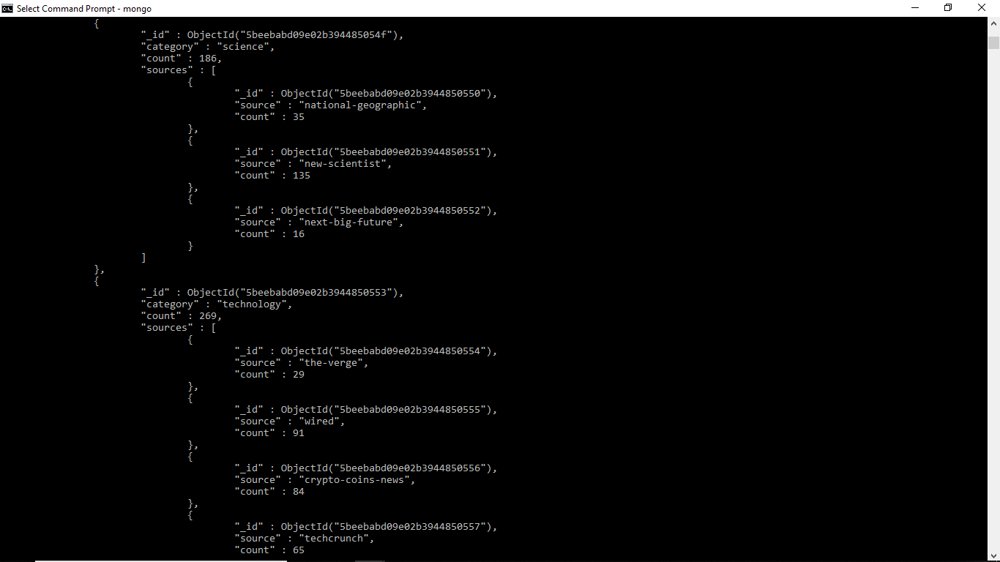 Select Command Prompt - mongo
{
"_id" : ObjectId("5beebabd09e02b394485054f"),
"category" : "science",
"count" : 186,
"sources" : [
{
"_id" : ObjectId("5beebabd09e02b3944850550"),
"source" : "national-geographic",
"count" : 35
},
{
"_id" : ObjectId("5beebabd09e02b3944850551"),
"source" : "new-scientist",
"count" : 135
},
{
"_id" : ObjectId("5beebabd09e02b3944850552"),
"source" : "next-big-future",
"count" : 16
}
]
},
{
"_id" : ObjectId("5beebabd09e02b3944850553"),
"category" : "technology",
"count" : 269,
"sources" : [
{
"_id" : ObjectId("5beebabd09e02b3944850554"),
"source" : "the-verge",
"count" : 29
},
{
"_id" : ObjectId("5beebabd09e02b3944850555"),
"source" : "wired",
"count" : 91
},
{
"_id" : ObjectId("5beebabd09e02b3944850556"),
"source" : "crypto-coins-news",
"count" : 84
},
{
"_id" : ObjectId("5beebabd09e02b3944850557"),
"source" : "techcrunch",
"count" : 65